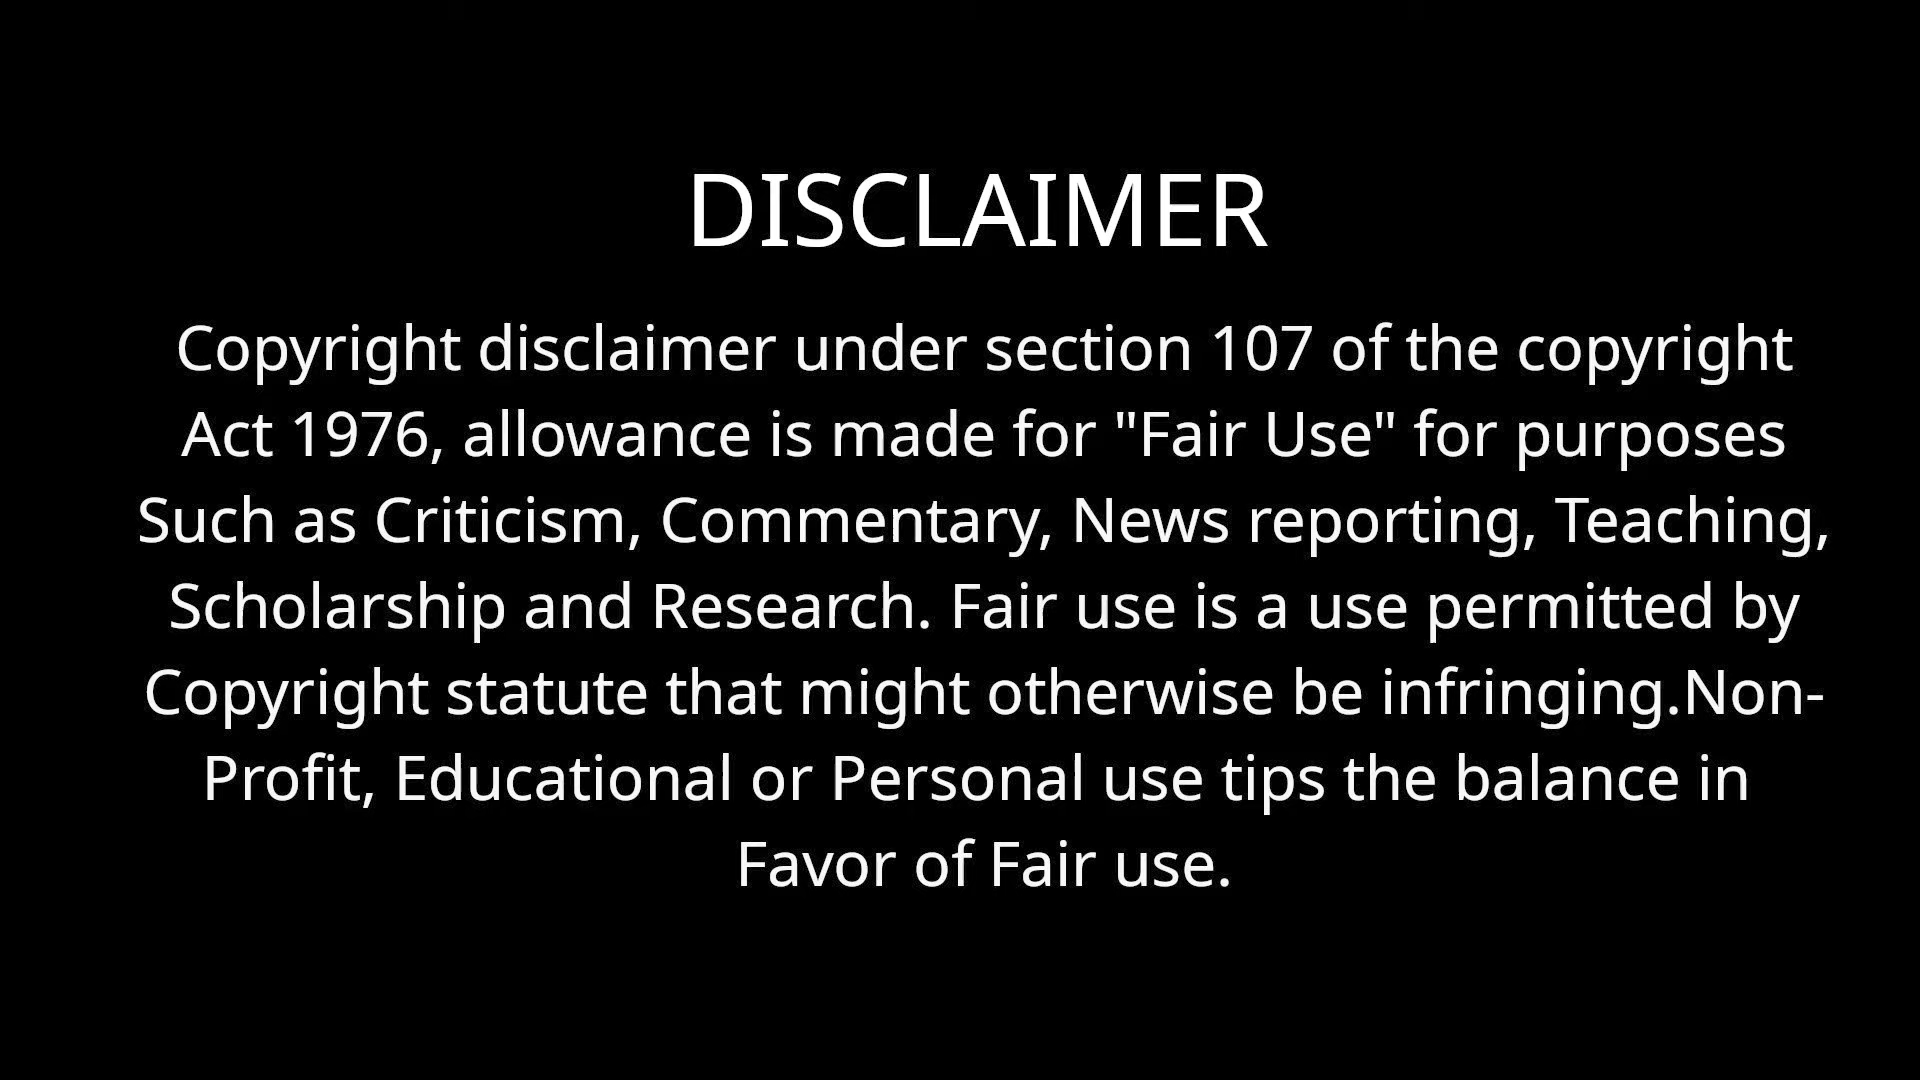 DISCLAIMER
Copyright disclaimer under section 107 of the copyright
Act 1976, allowance is made for "Fair Use" for purposes
Such as Criticism, Commentary, News reporting, Teaching,
Scholarship and Research. Fair use is a use permitted by
Copyright statute that might otherwise be infringing.Non-
Profit, Educational or Personal use tips the balance in
Favor of Fair use.